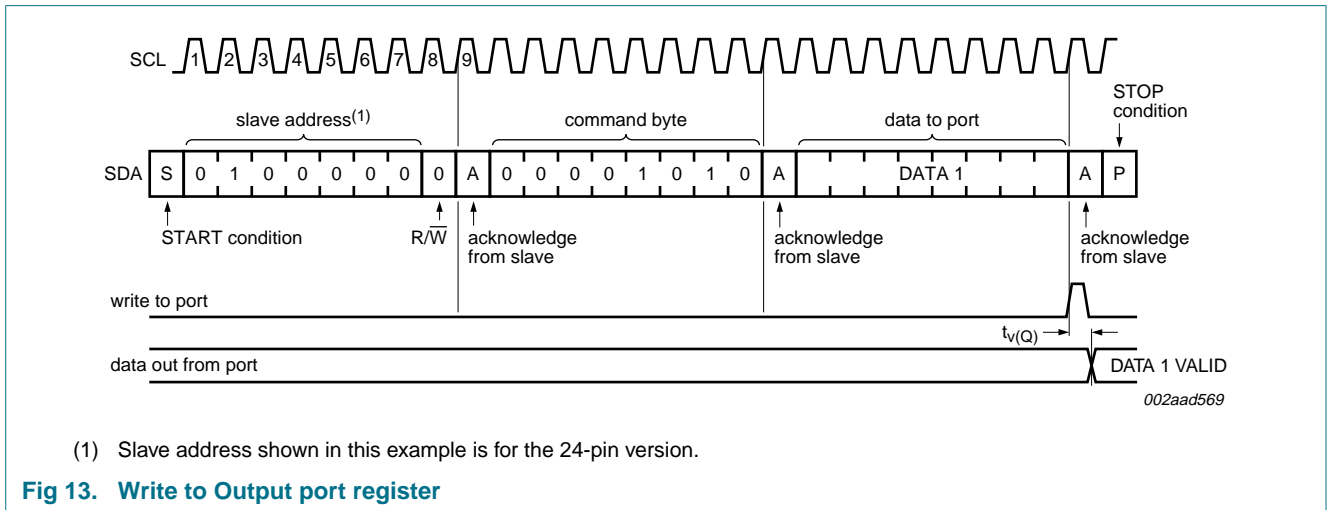 SCL 1 2 3 4 5 6 7 8 9
STOP condition
slave address(1) command byte data to port
SDA S 0 1 0 0 0 0 0 0 A 0 0 0 0 1 0 1 0 A DATA 1 A P
START condition R/W̅ acknowledge from slave acknowledge from slave acknowledge from slave
write to port
tv(Q)
data out from port DATA 1 VALID
002aad569
(1) Slave address shown in this example is for the 24-pin version.
Fig 13. Write to Output port register